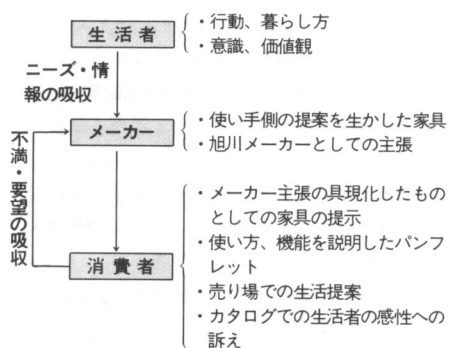 生活者
・行動、暮らし方
・意識、価値観
ニーズ・情
報の吸収
メーカー
・使い手側の提案を生かした家具
・旭川メーカーとしての主張
不満・要望の吸収
消費者
・メーカー主張の具現化したもの
としての家具の提示
・使い方、機能を説明したパンフ
レット
・売り場での生活提案
・カタログでの生活者の感性への
訴え